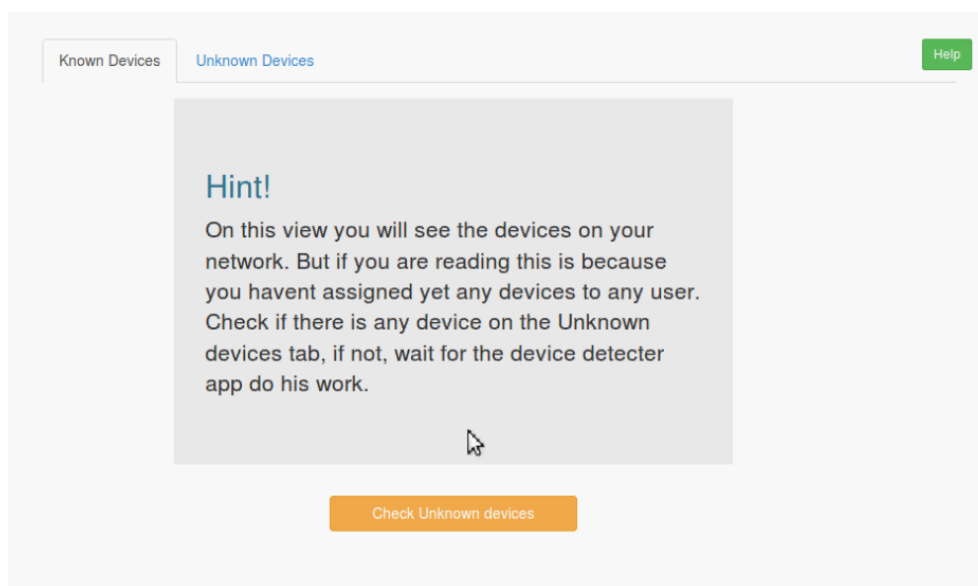 Known Devices
Unknown Devices
Help
Hint!
On this view you will see the devices on your
network. But if you are reading this is because
you havent assigned yet any devices to any user.
Check if there is any device on the Unknown
devices tab, if not, wait for the device detecter
app do his work.
Check Unknown devices